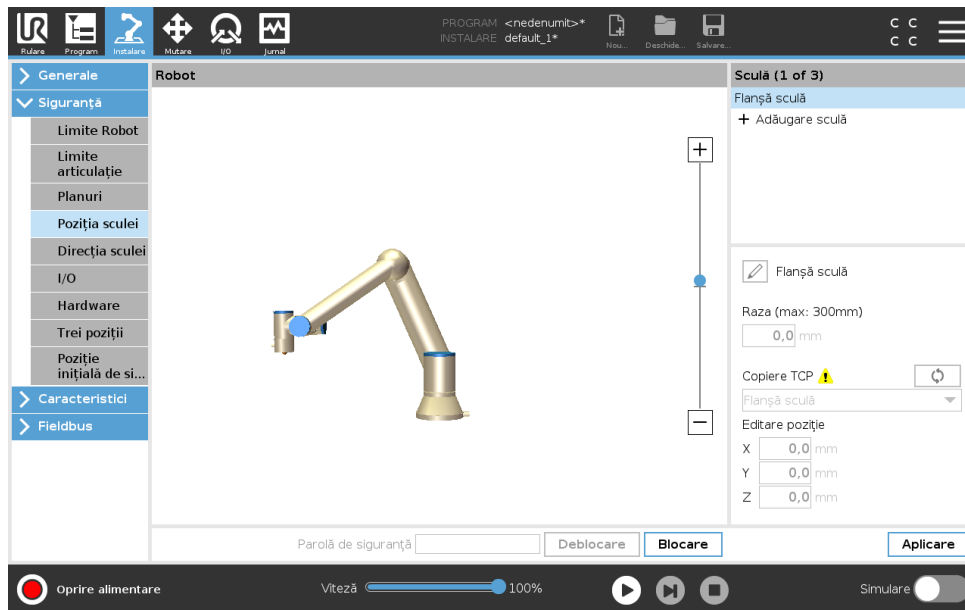 PROGRAM <nedenumit>*
INSTALARE default_1*
Rulare
Program
Instalare
Mutare
I/O
Jurnal
Nou...
Deschide...
Salvare...
C C
C C
Generale
Siguranță
Limite Robot
Limite
articulație
Planuri
Poziția sculei
Direcția sculei
I/O
Hardware
Trei poziții
Poziție
inițială de si...
Caracteristici
Fieldbus
Robot
Sculă (1 of 3)
Flanșă sculă
+ Adăugare sculă
Flanșă sculă
Raza (max: 300mm)
0,0 mm
Copiere TCP
Flanșă sculă
Editare poziție
X 0,0 mm
Y 0,0 mm
Z 0,0 mm
Parolă de siguranță
Deblocare
Blocare
Aplicare
Oprire alimentare
Viteză
100%
Simulare